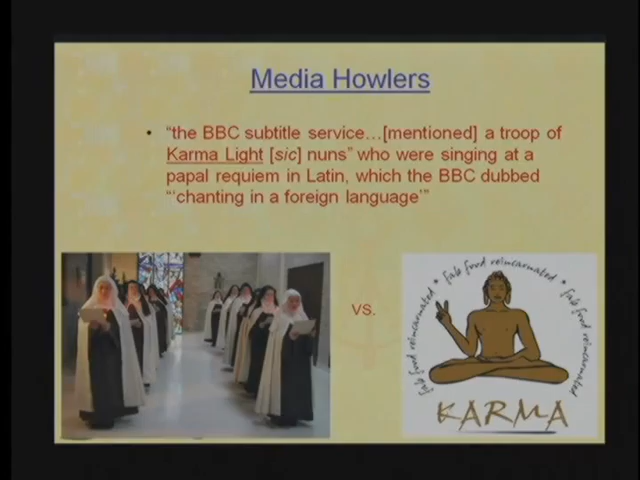 Media Howlers
• “the BBC subtitle service…[mentioned] a troop of
Karma Light [sic] nuns” who were singing at a
papal requiem in Latin, which the BBC dubbed
“‘chanting in a foreign language’”
vs.
fab food reincarnated * fab food reincarnated * fab food reincarnated
KARMA